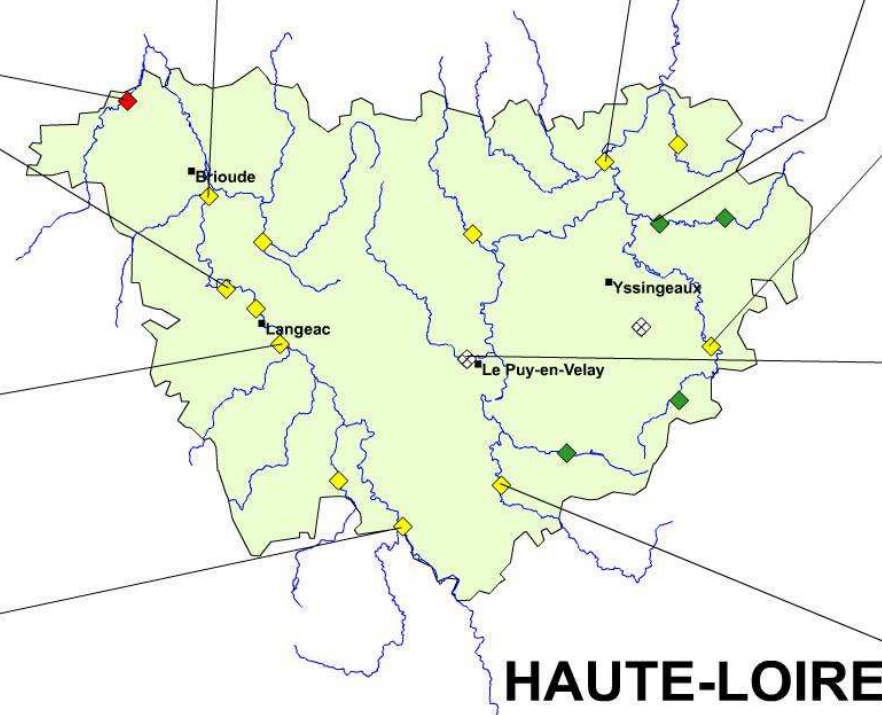 Brioude
Yssingeaux
Langeac
Le Puy-en-Velay
HAUTE-LOIRE